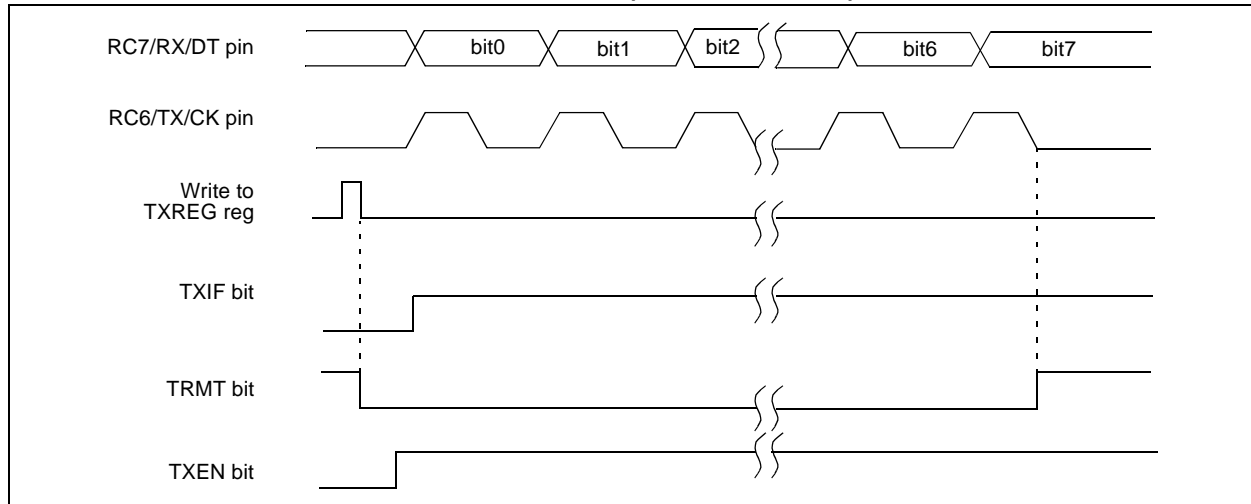 RC7/RX/DT pin
bit0
bit1
bit2
bit6
bit7
RC6/TX/CK pin
Write to
TXREG reg
TXIF bit
TRMT bit
TXEN bit